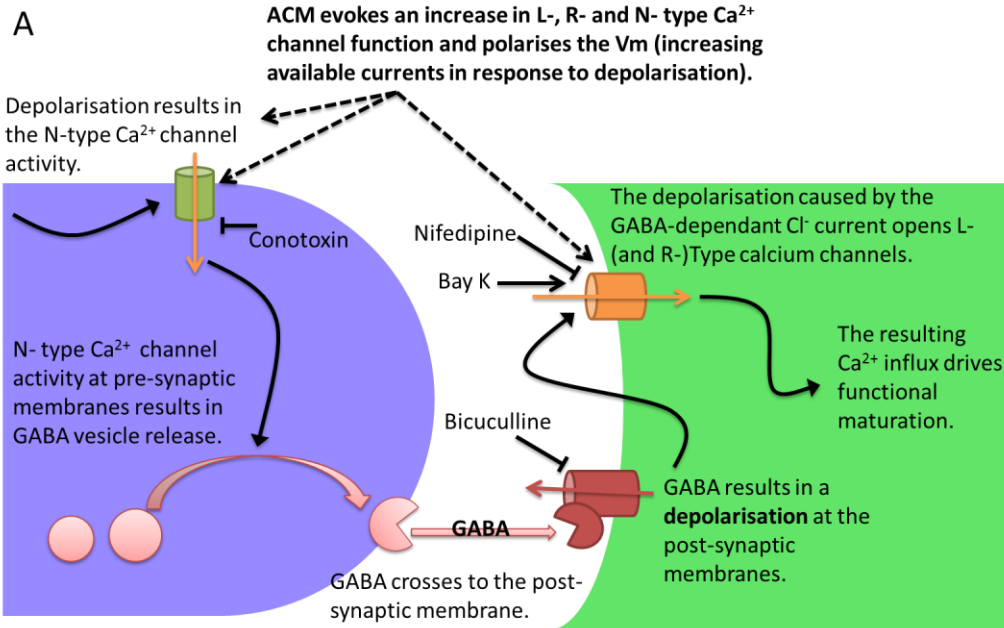 A
ACM evokes an increase in L-, R- and N- type Ca²⁺
channel function and polarises the Vm (increasing
available currents in response to depolarisation).
Depolarisation results in
the N-type Ca²⁺ channel
activity.
Conotoxin
N- type Ca²⁺ channel
activity at pre-synaptic
membranes results in
GABA vesicle release.
Nifedipine
Bay K
Bicuculline
GABA
GABA crosses to the post-
synaptic membrane.
The depolarisation caused by the
GABA-dependant Cl⁻ current opens L-
(and R-)Type calcium channels.
The resulting
Ca²⁺ influx drives
functional
maturation.
GABA results in a
depolarisation at the
post-synaptic
membranes.